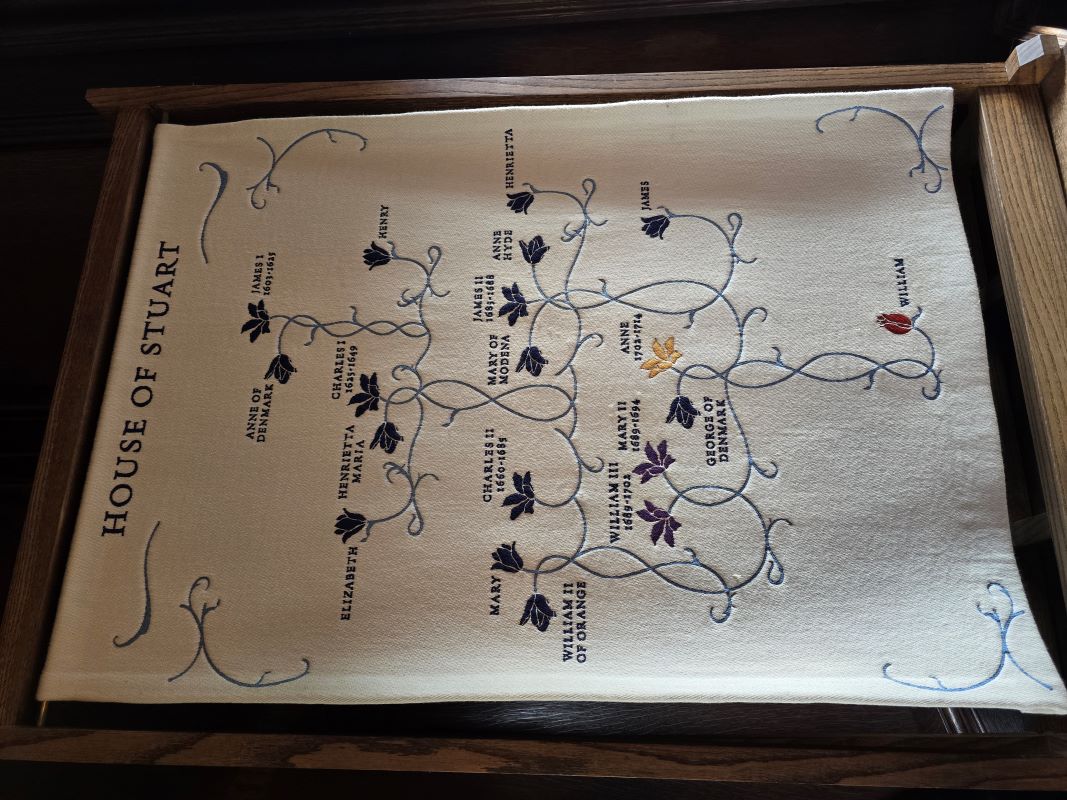 HOUSE OF STUART
ANNE OF
DENMARK
JAMES I
1603-1625
ELIZABETH
HENRIETTA
MARIA
CHARLES I
1625-1649
HENRY
MARY
CHARLES II
1660-1685
MARY OF
MODENA
JAMES II
1685-1688
ANNE
HYDE
HENRIETTA
WILLIAM II
OF ORANGE
WILLIAM III
1689-1702
MARY II
1689-1694
ANNE
1702-1714
JAMES
GEORGE OF
DENMARK
WILLIAM